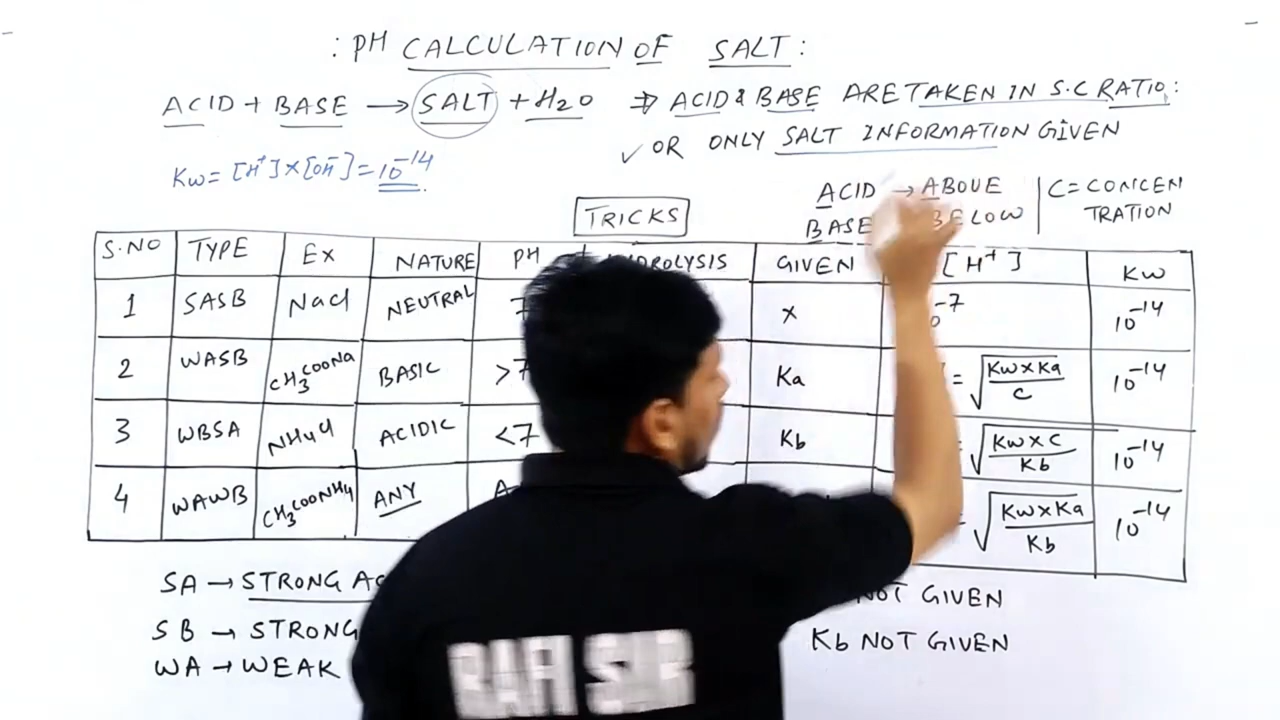 : PH CALCULATION OF SALT :
ACID + BASE → SALT + H2O ⇒ ACID & BASE ARE TAKEN IN S.C RATIO :
✓ OR ONLY SALT INFORMATION GIVEN
Kw = [H+] x [OH-] = 10^-14
TRICKS
ACID → ABOVE
BASE BELOW
C = CONCEN
TRATION
S.NO TYPE EX NATURE PH GIVEN [H+] Kw
1 SASB NaCl NEUTRAL 7 x 10^-14
2 WASB CH3COONa BASIC >7 Ka = √(Kw x Ka / C) 10^-14
3 WBSA NH4Cl ACIDIC <7 Kb = √(Kw x C / Kb) 10^-14
4 WAWB CH3COONH4 ANY = √(Kw x Ka / Kb) 10^-14
SA → STRONG
SB → STRONG
WA → WEAK
NOT GIVEN
Kb NOT GIVEN
RAFI SIR